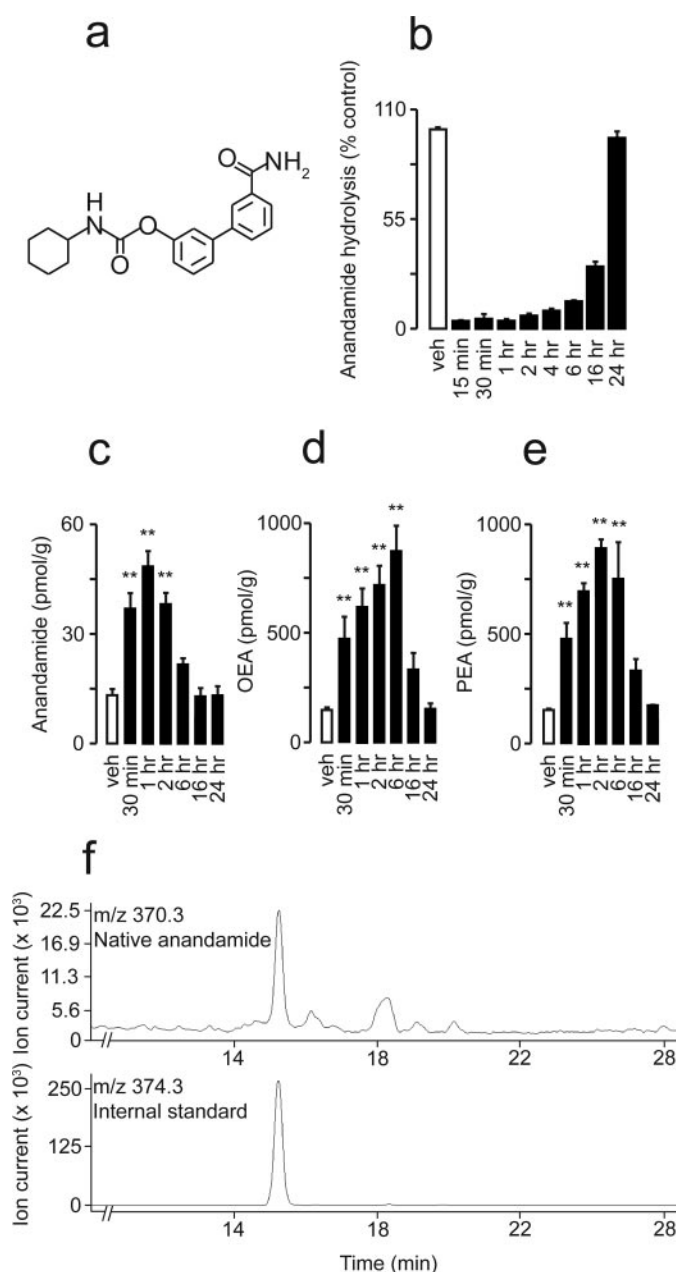 a
b
O
NH2
H
N
O
O
Anandamide hydrolysis (% control)
110
55
0
veh
15 min
30 min
1 hr
2 hr
4 hr
6 hr
16 hr
24 hr
c
d
e
Anandamide (pmol/g)
60
30
0
**
**
**
veh
30 min
1 hr
2 hr
6 hr
16 hr
24 hr
OEA (pmol/g)
1000
500
0
**
**
**
**
veh
30 min
1 hr
2 hr
6 hr
16 hr
24 hr
PEA (pmol/g)
1000
500
0
**
**
**
**
veh
30 min
1 hr
2 hr
6 hr
16 hr
24 hr
f
Ion current (x 10³)
22.5
16.9
11.3
5.6
0
m/z 370.3
Native anandamide
14
18
22
28
Ion current (x 10³)
250
125
0
m/z 374.3
Internal standard
14
18
22
28
Time (min)